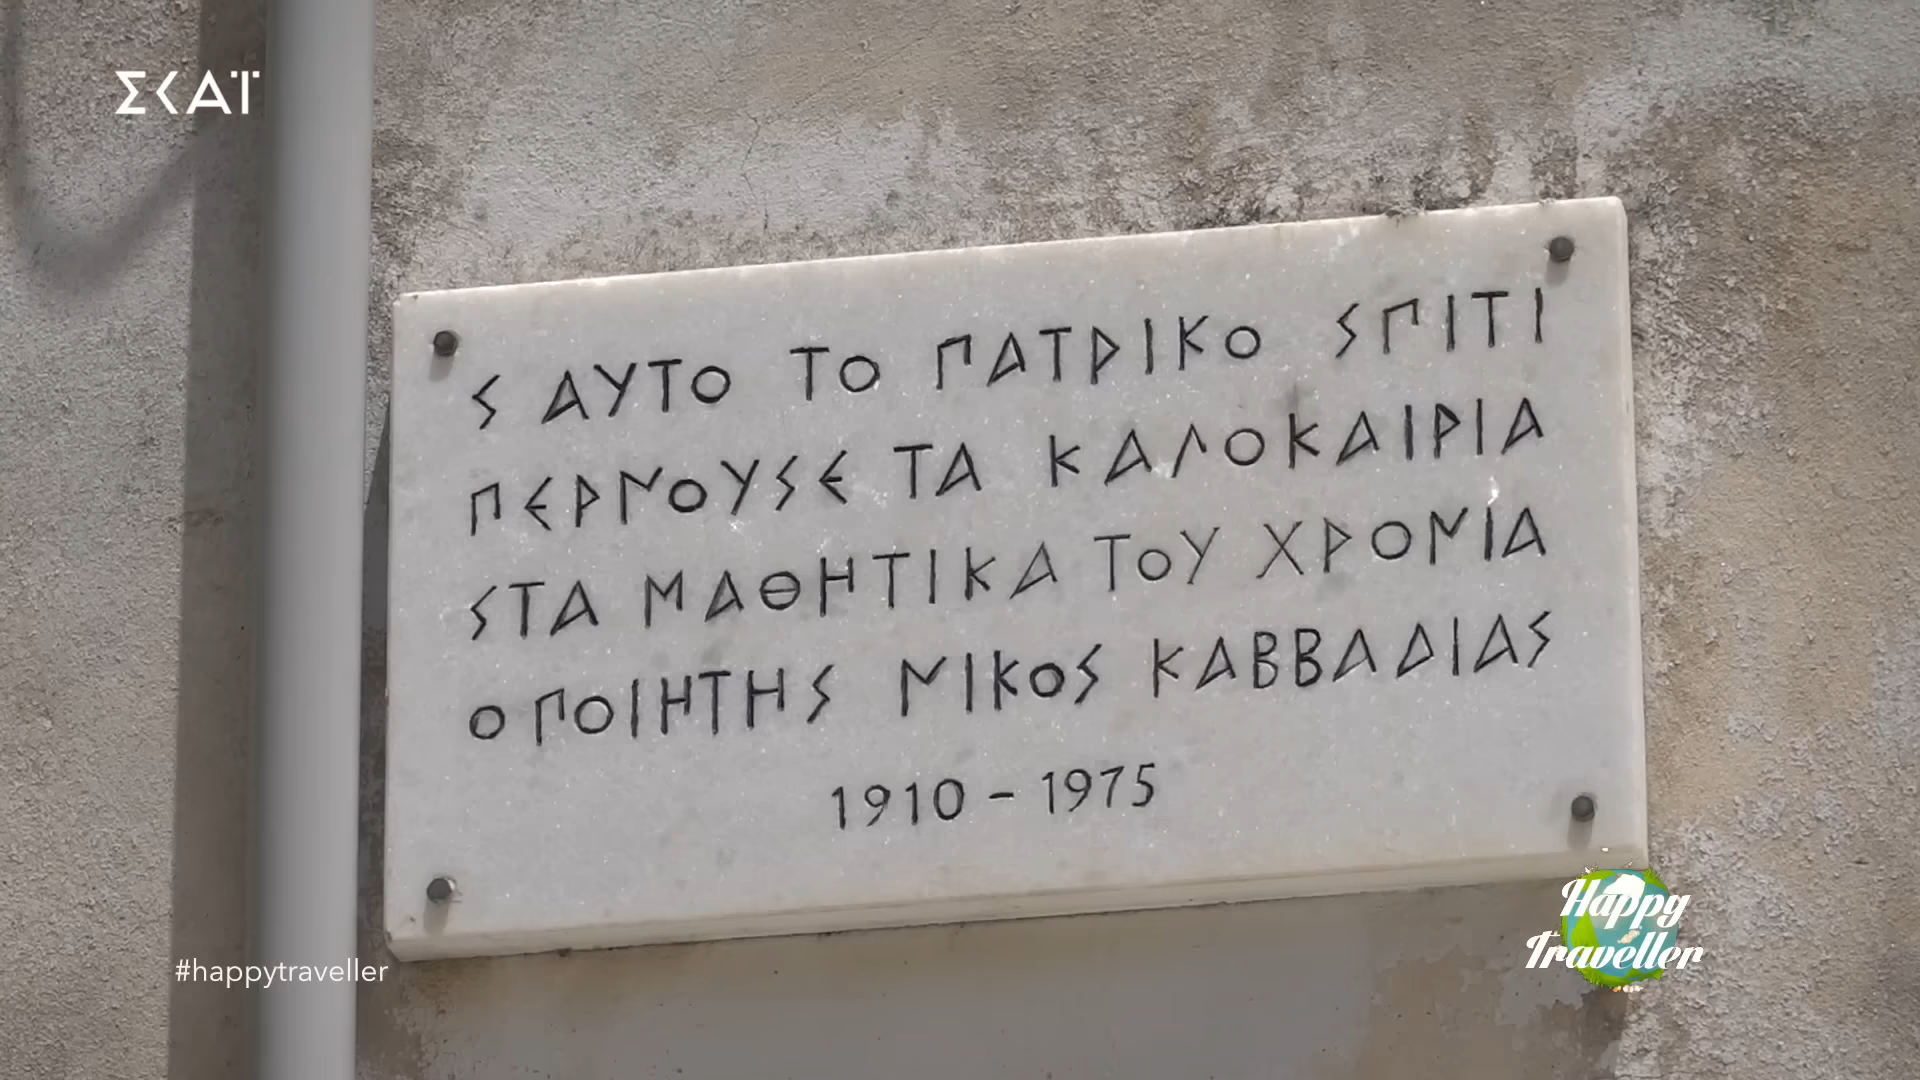 ΣΚΑΪ
Σ ΑΥΤΟ ΤΟ ΠΑΤΡΙΚΟ ΣΠΙΤΙ
ΠΕΡΝΟΥΣΕ ΤΑ ΚΑΛΟΚΑΙΡΙΑ
ΣΤΑ ΜΑΘΗΤΙΚΑ ΤΟΥ ΧΡΟΝΙΑ
Ο ΠΟΙΗΤΗΣ ΝΙΚΟΣ ΚΑΒΒΑΔΙΑΣ
1910 - 1975
Happy
Traveller
#happytraveller